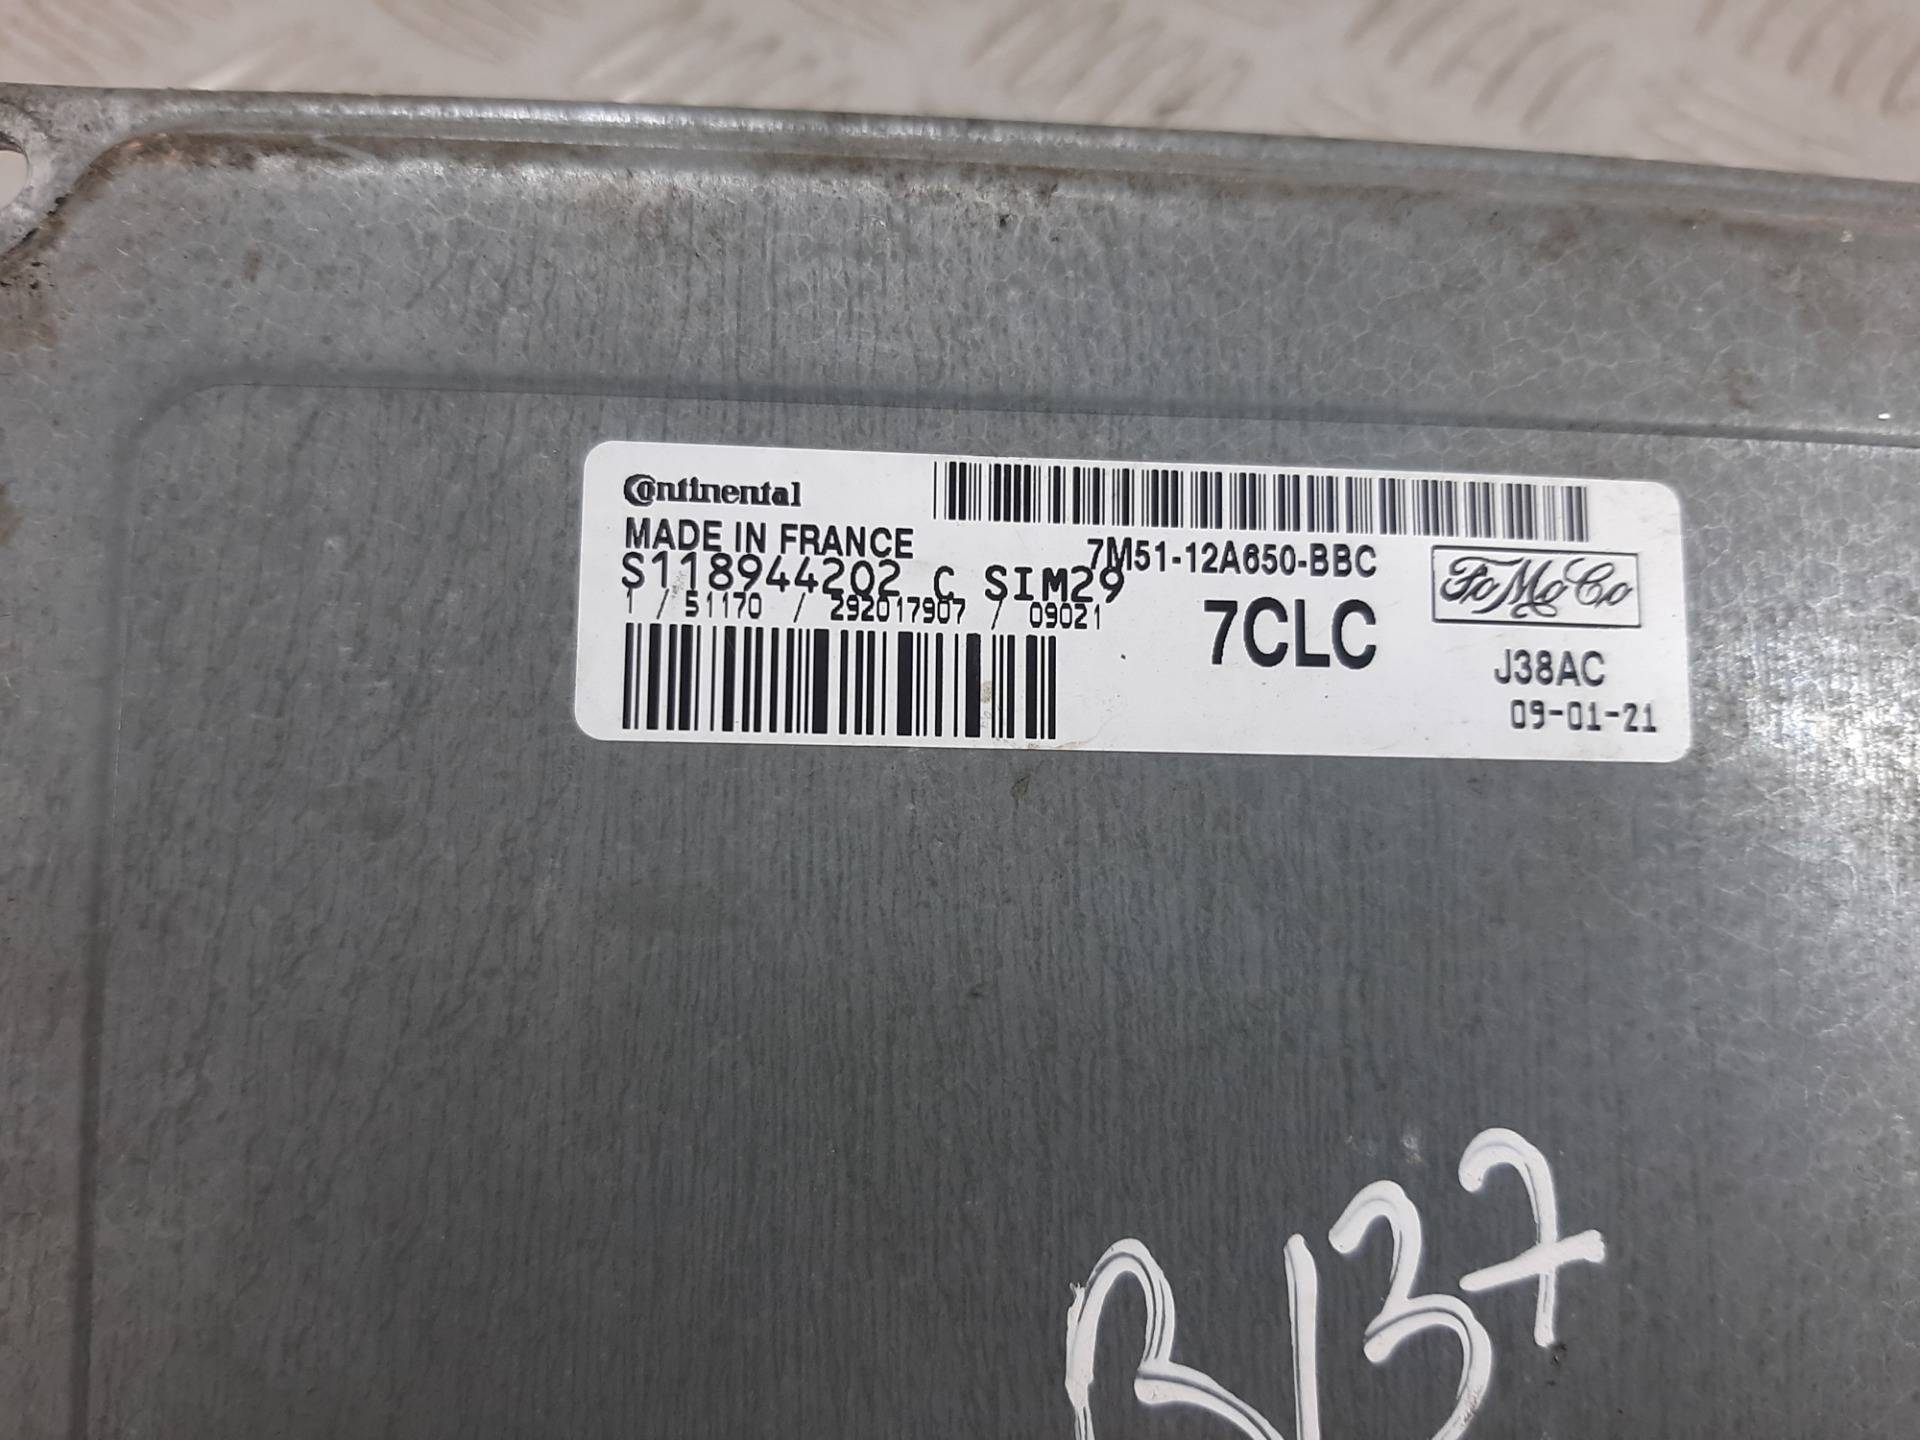 Continental
MADE IN FRANCE
7M51-12A650-BBC
S118944202 C SIM29
1 / 51170 / 292017907 / 09021
7CLC
FoMoCo
J38AC
09-01-21
B137